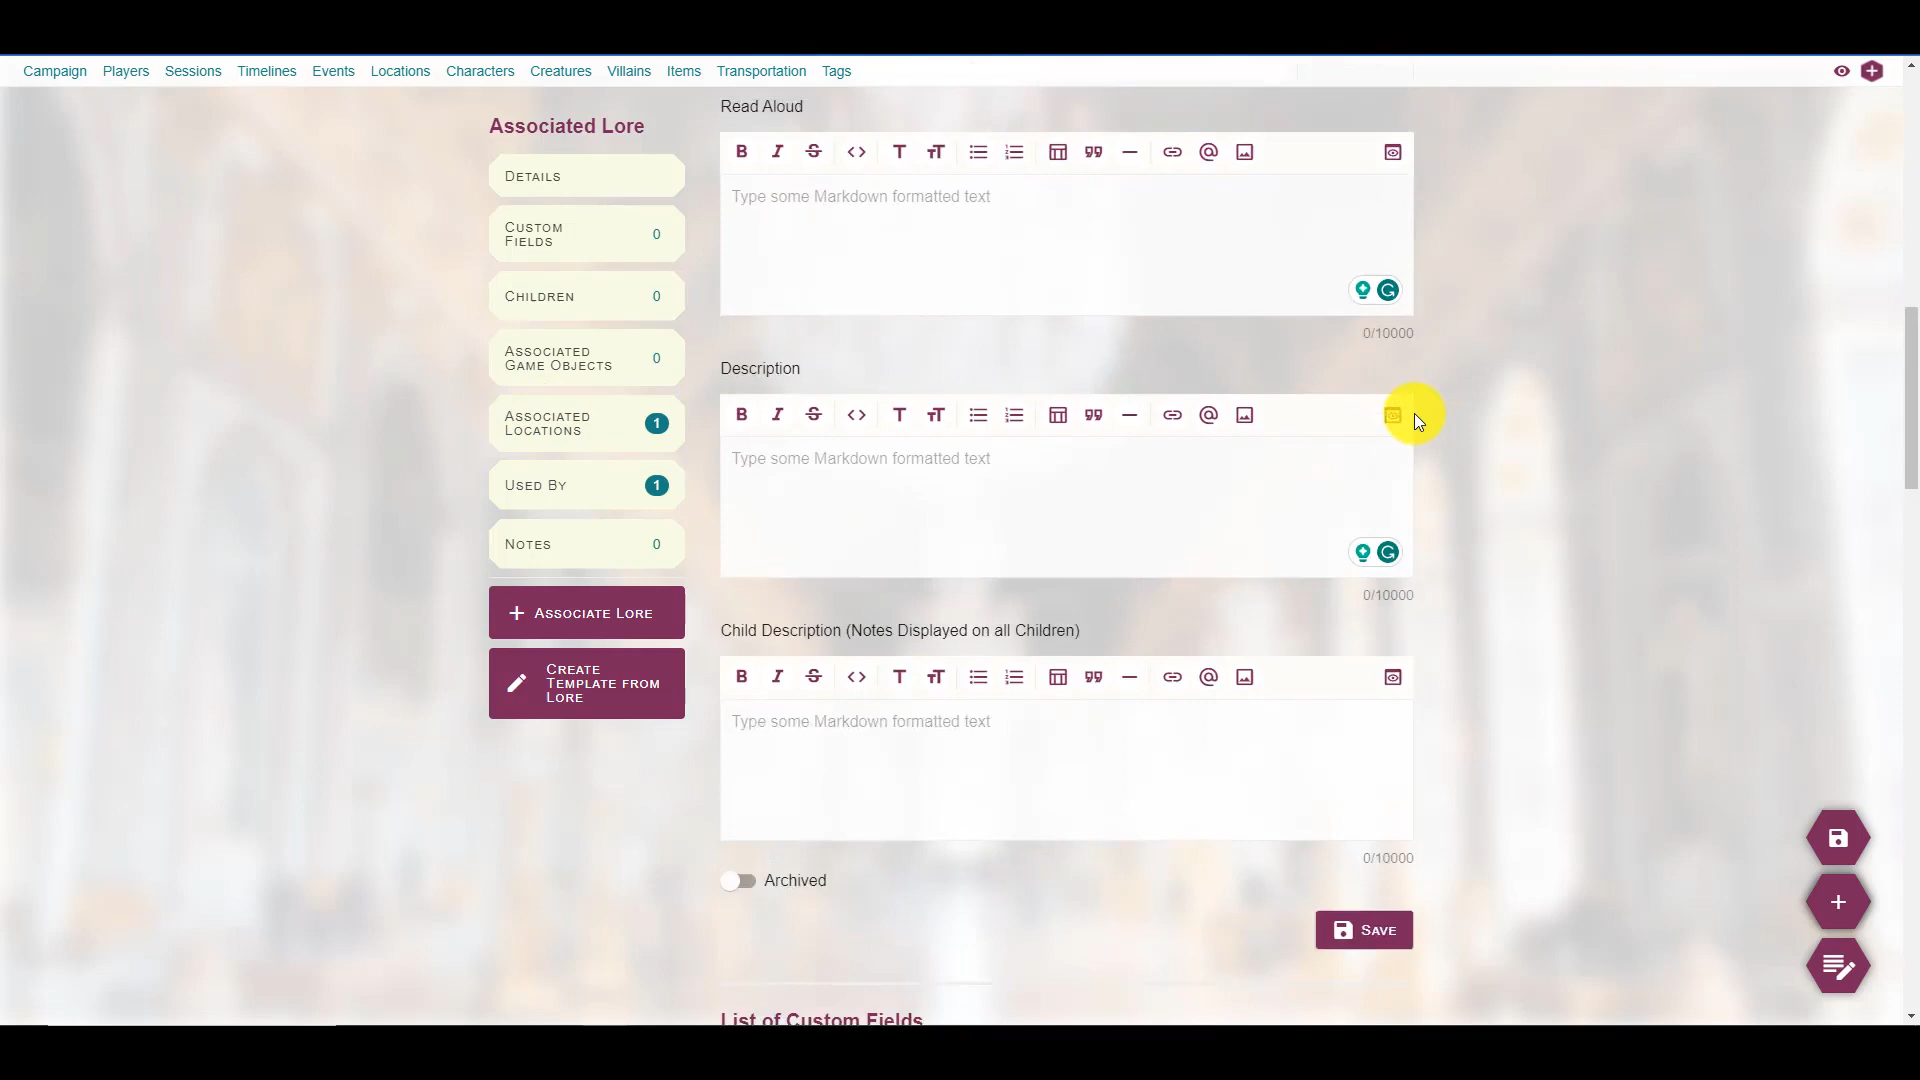 Campaign Players Sessions Timelines Events Locations Characters Creatures Villains Items Transportation Tags
Associated Lore
DETAILS
CUSTOM
FIELDS 0
CHILDREN 0
ASSOCIATED
GAME OBJECTS 0
ASSOCIATED
LOCATIONS 1
USED BY 1
NOTES 0
+ ASSOCIATE LORE
CREATE
TEMPLATE FROM
LORE
Read Aloud
Type some Markdown formatted text
0/10000
Description
Type some Markdown formatted text
0/10000
Child Description (Notes Displayed on all Children)
Type some Markdown formatted text
0/10000
Archived
SAVE
List of Custom Fields